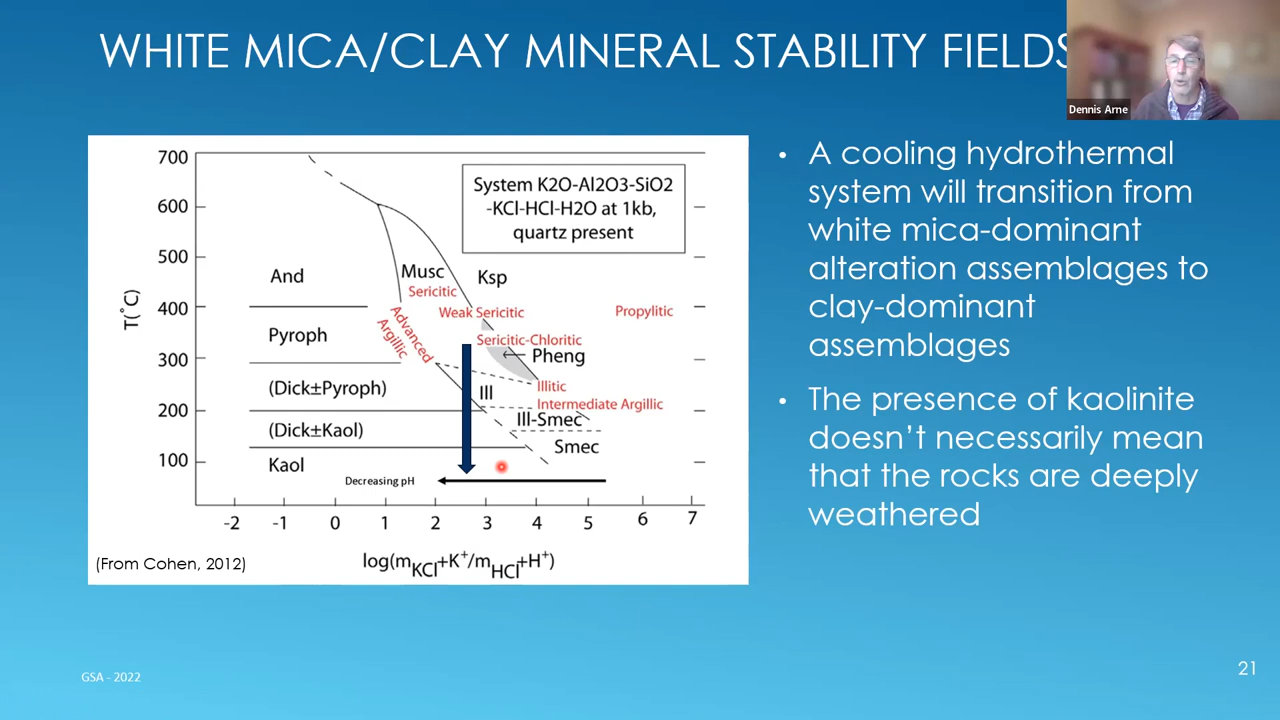 WHITE MICA/CLAY MINERAL STABILITY FIELDS
Dennis Arne
700
600
500
400
300
200
100
T(°C)
System K2O-Al2O3-SiO2
-KCl-HCl-H2O at 1kb,
quartz present
And
Musc
Ksp
Sericitic
Weak Sericitic
Propylitic
Advanced
Argillic
Pyroph
Sericitic-Chloritic
Pheng
(Dick±Pyroph)
Ill
Illitic
Intermediate Argillic
(Dick±Kaol)
Ill-Smec
Smec
Kaol
Decreasing pH
-2 -1 0 1 2 3 4 5 6 7
(From Cohen, 2012)
log(mKCl+K+/mHCl+H+)
• A cooling hydrothermal
system will transition from
white mica-dominant
alteration assemblages to
clay-dominant
assemblages
• The presence of kaolinite
doesn’t necessarily mean
that the rocks are deeply
weathered
GSA - 2022
21